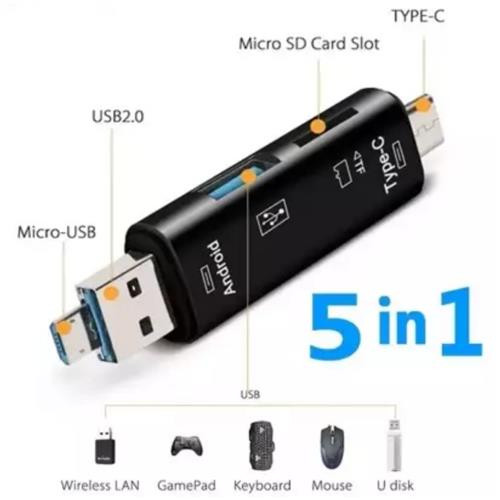 TYPE-C
Micro SD Card Slot
USB2.0
Type-C
TF
Micro-USB
Android
5 in 1
USB
Wireless LAN GamePad Keyboard Mouse U disk